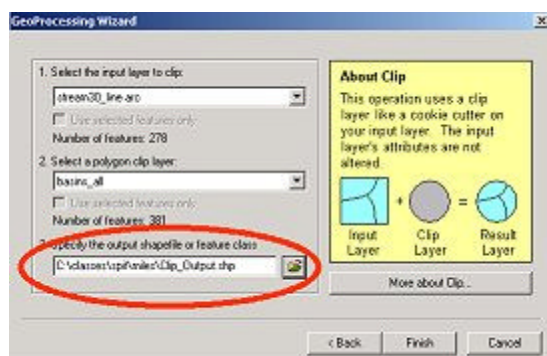 GeoProcessing Wizard
1. Select the input layer to clip:
stream30_line arc
Use selected features only
Number of features: 278
2. Select a polygon clip layer:
basins_all
Use selected features only
Number of features: 381
3. Specify the output shapefile or feature class
C:\classes\spif\miles\Clip_Output.shp
About Clip
This operation uses a clip
layer like a cookie cutter on
your input layer. The input
layer's attributes are not
altered.
+
=
Input Layer
Clip Layer
Result Layer
More about Clip...
< Back
Finish
Cancel